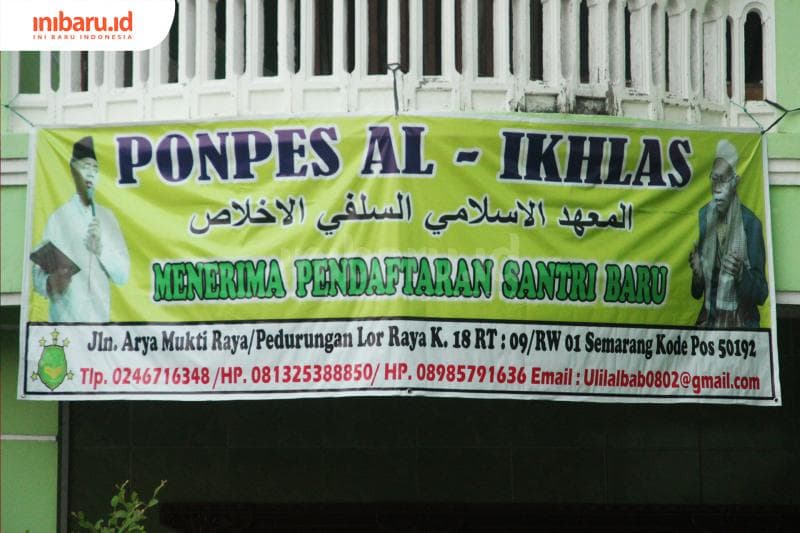 inibaru.id
INI BARU INDONESIA
PONPES AL - IKHLAS
المعهد الاسلامي السلفي الاخلاص
inibaru.id
MENERIMA PENDAFTARAN SANTRI BARU
Jln. Arya Mukti Raya/Pedurungan Lor Raya K. 18 RT : 09/RW 01 Semarang Kode Pos 50192
Tlp. 0246716348 /HP. 081325388850/ HP. 08985791636 Email : Ulilalbab0802@gmail.com